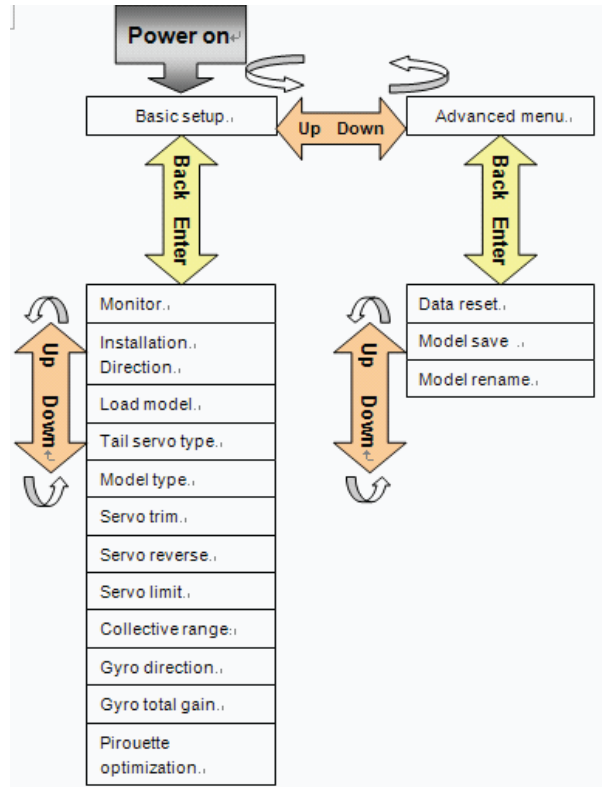 Power on
Basic setup.
Up Down
Advanced menu.
Back Enter
Back Enter
Monitor.
Installation.
Direction.
Load model.
Tail servo type.
Model type.
Servo trim.
Servo reverse.
Servo limit.
Collective range:
Gyro direction.
Gyro total gain.
Pirouette
optimization.
Up Down
Data reset.
Model save .
Model rename.
Up Down